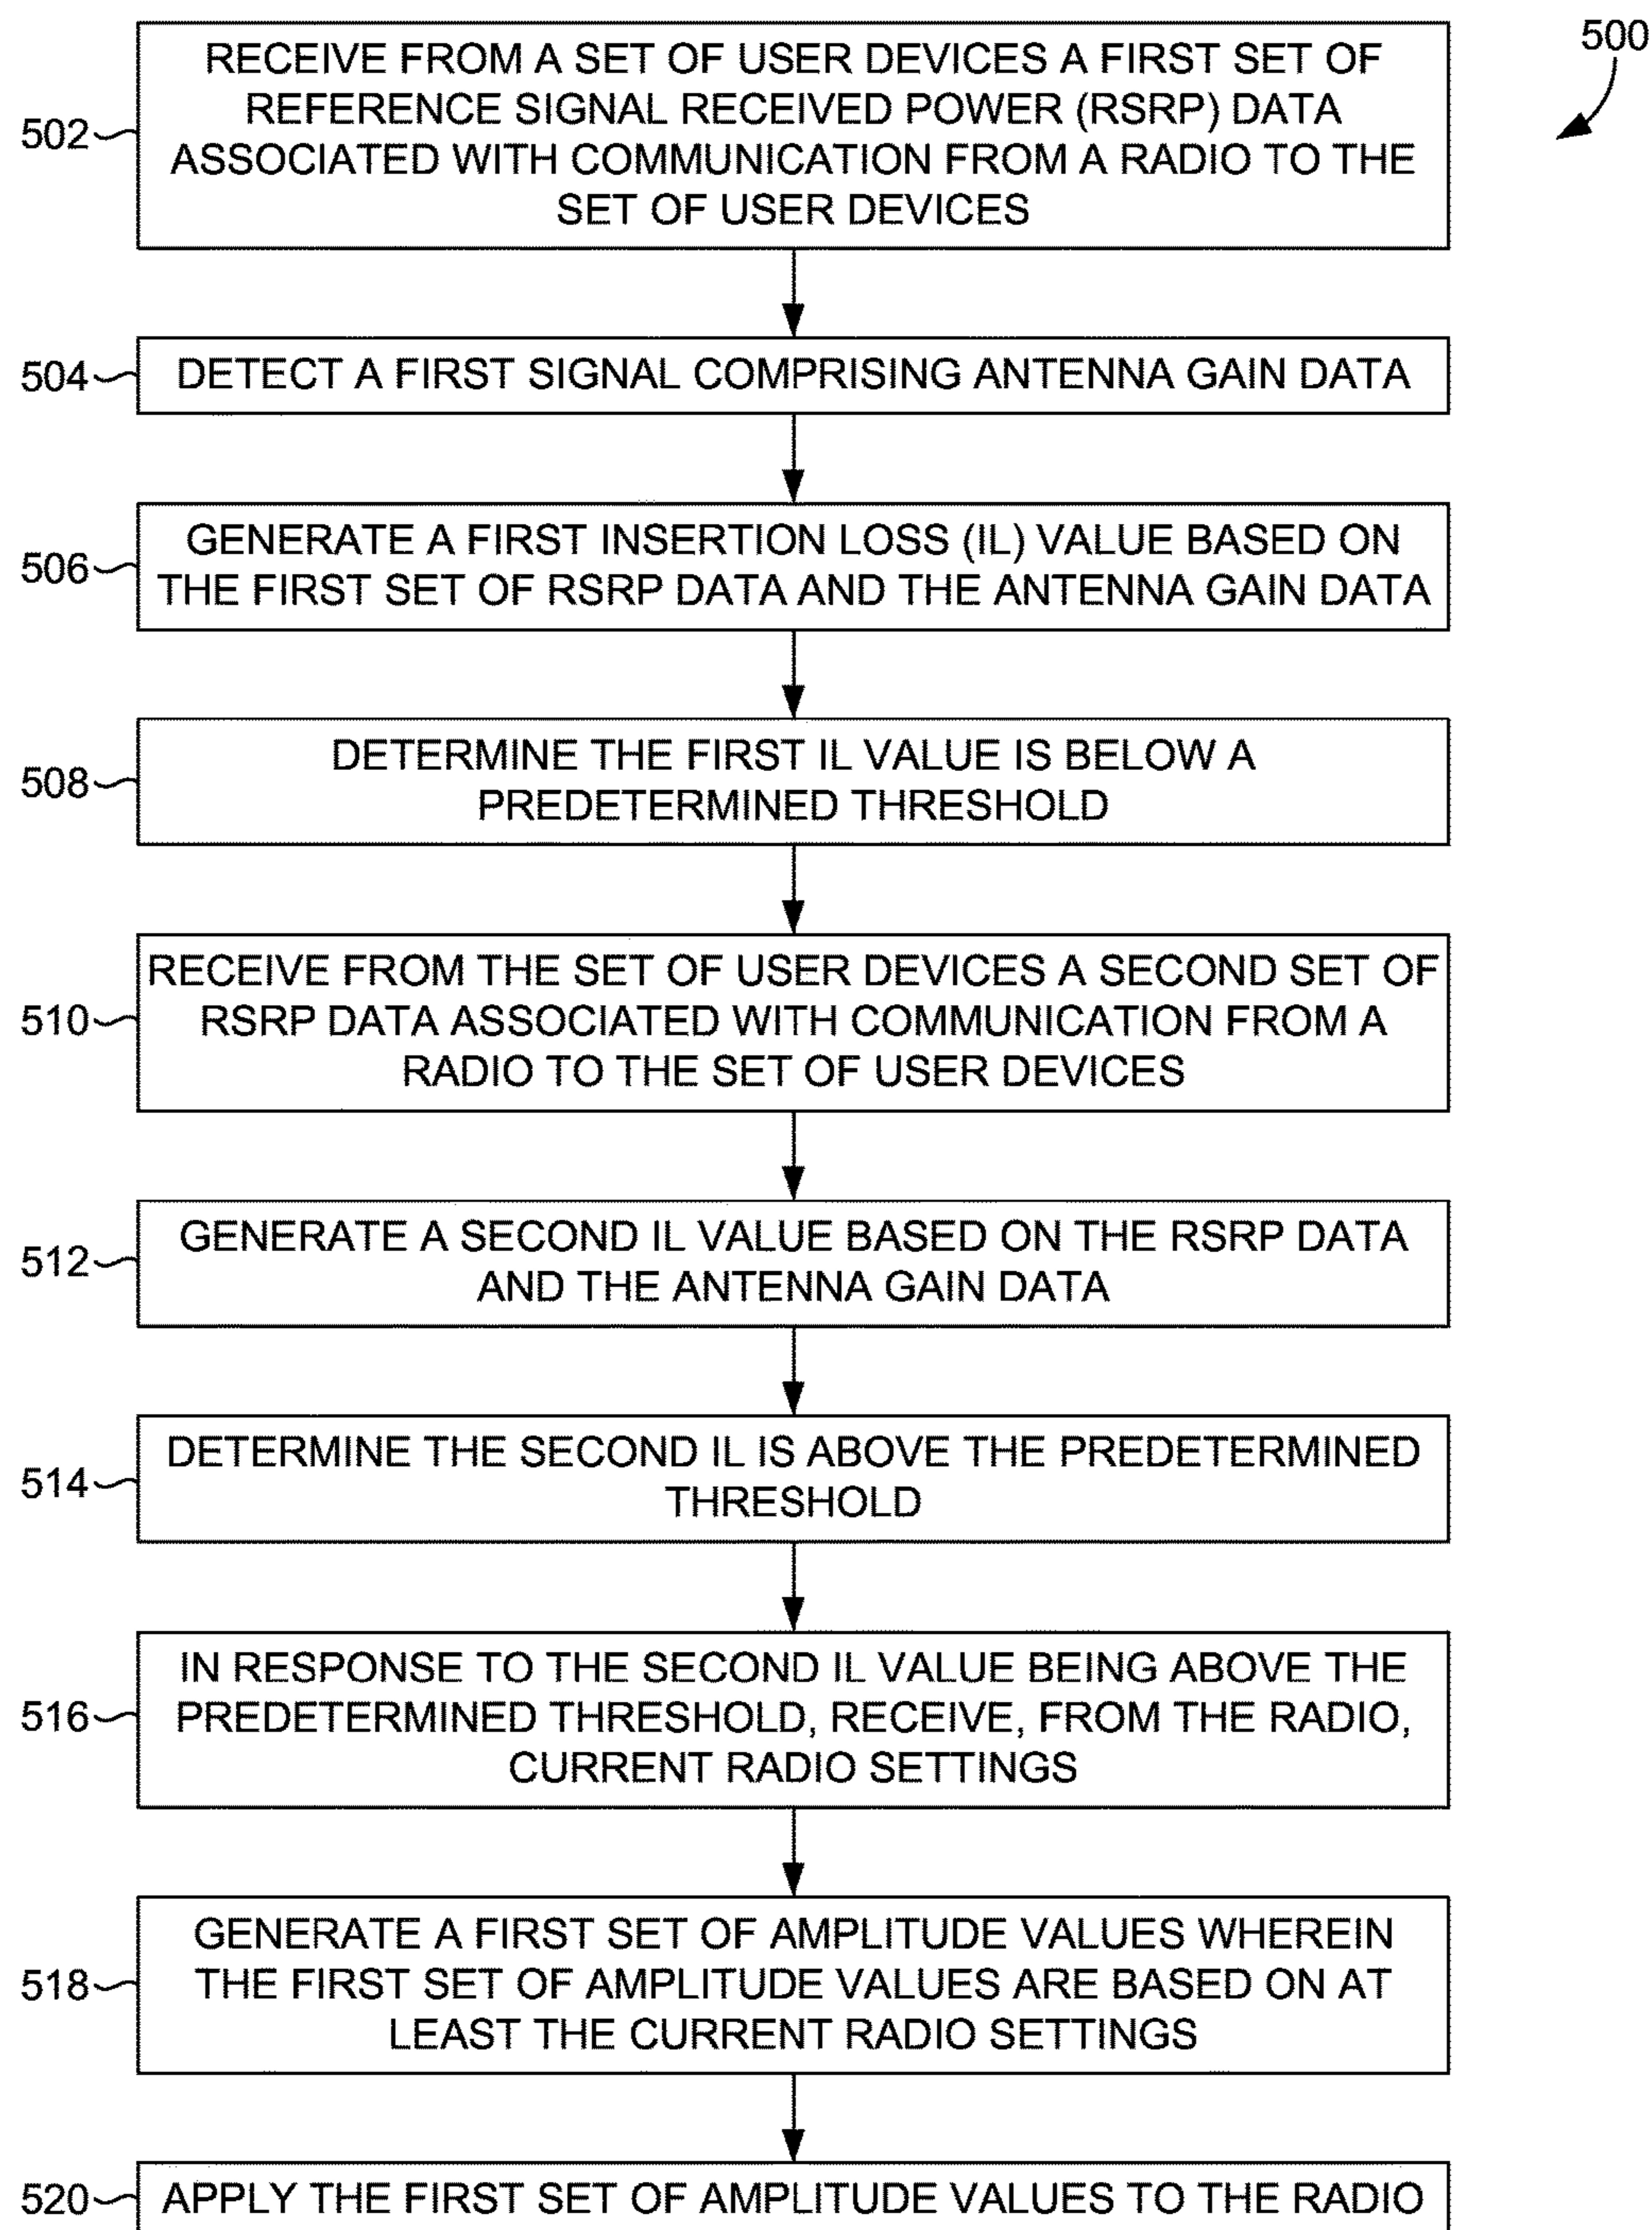 500
502
RECEIVE FROM A SET OF USER DEVICES A FIRST SET OF
REFERENCE SIGNAL RECEIVED POWER (RSRP) DATA
ASSOCIATED WITH COMMUNICATION FROM A RADIO TO THE
SET OF USER DEVICES
504
DETECT A FIRST SIGNAL COMPRISING ANTENNA GAIN DATA
506
GENERATE A FIRST INSERTION LOSS (IL) VALUE BASED ON
THE FIRST SET OF RSRP DATA AND THE ANTENNA GAIN DATA
508
DETERMINE THE FIRST IL VALUE IS BELOW A
PREDETERMINED THRESHOLD
510
RECEIVE FROM THE SET OF USER DEVICES A SECOND SET OF
RSRP DATA ASSOCIATED WITH COMMUNICATION FROM A
RADIO TO THE SET OF USER DEVICES
512
GENERATE A SECOND IL VALUE BASED ON THE RSRP DATA
AND THE ANTENNA GAIN DATA
514
DETERMINE THE SECOND IL IS ABOVE THE PREDETERMINED
THRESHOLD
516
IN RESPONSE TO THE SECOND IL VALUE BEING ABOVE THE
PREDETERMINED THRESHOLD, RECEIVE, FROM THE RADIO,
CURRENT RADIO SETTINGS
518
GENERATE A FIRST SET OF AMPLITUDE VALUES WHEREIN
THE FIRST SET OF AMPLITUDE VALUES ARE BASED ON AT
LEAST THE CURRENT RADIO SETTINGS
520
APPLY THE FIRST SET OF AMPLITUDE VALUES TO THE RADIO